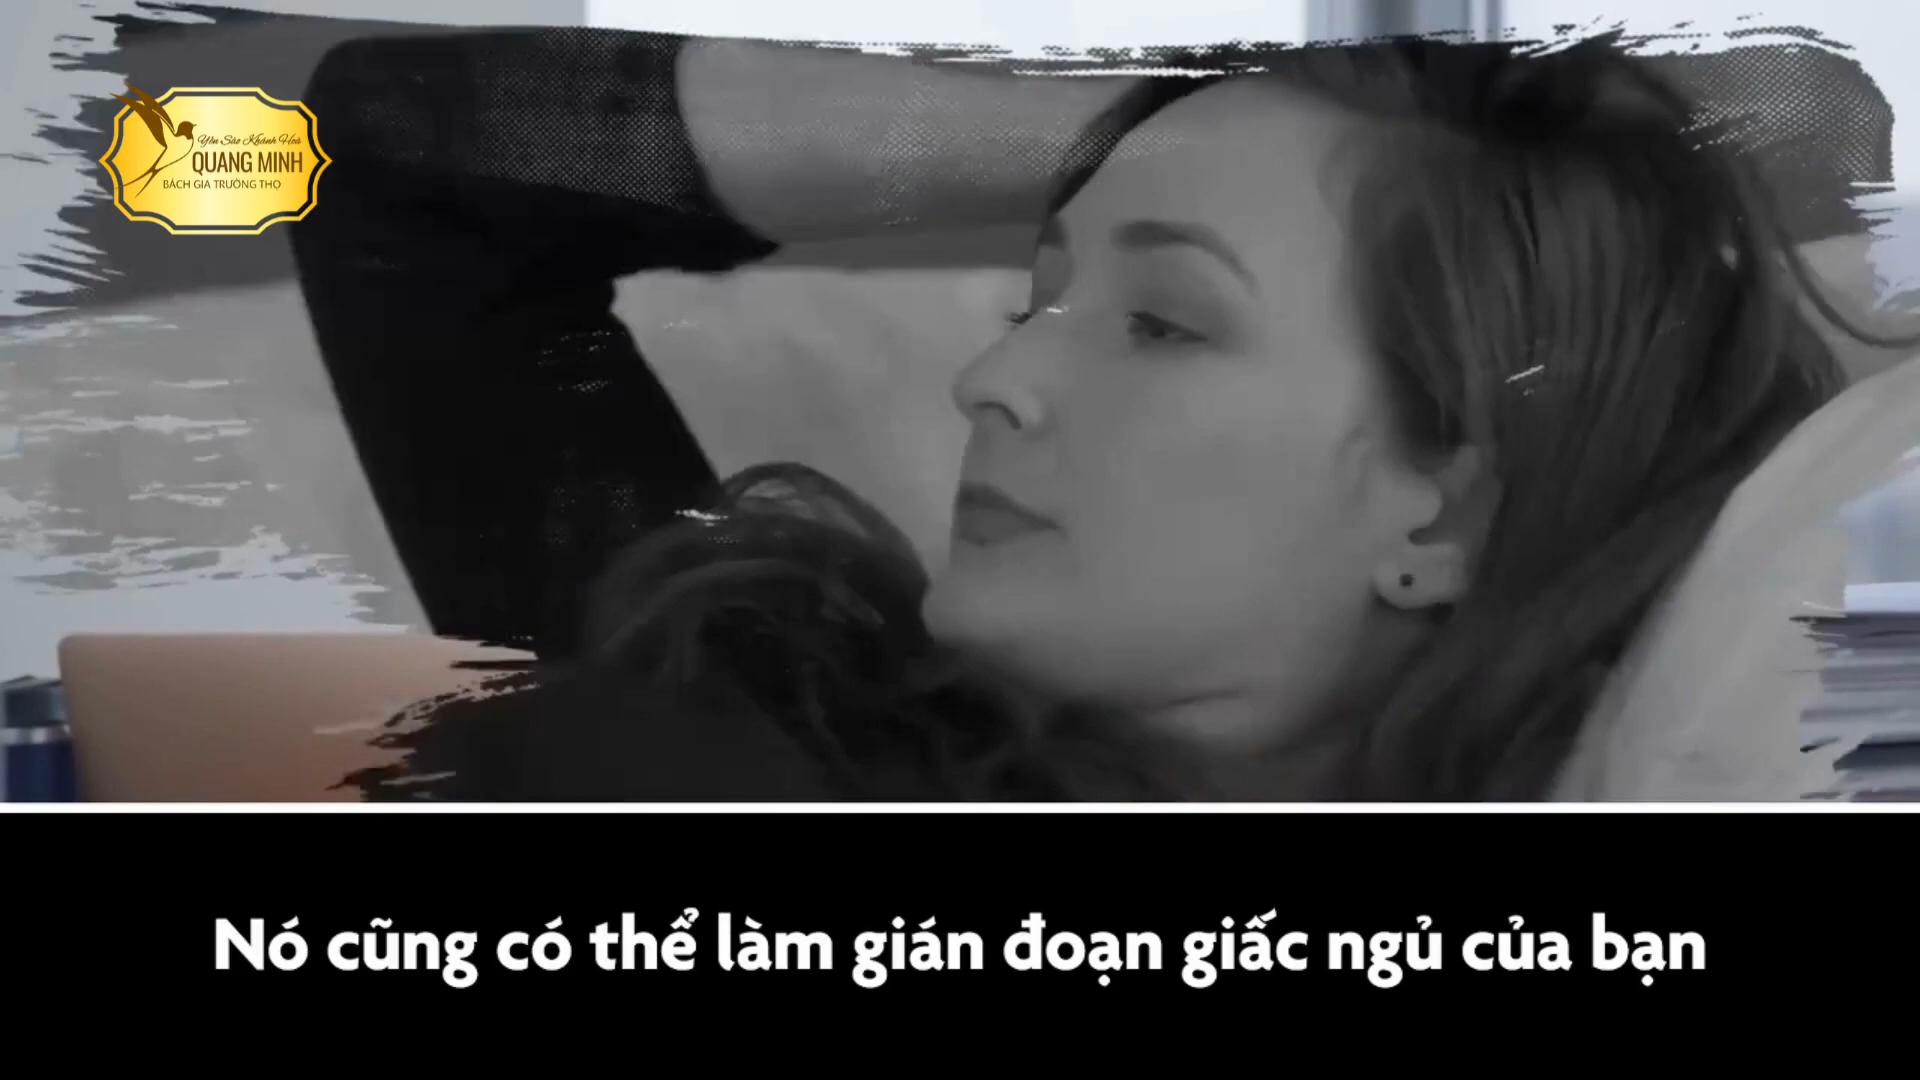 Yến Sào Khánh Hoà
QUANG MINH
BÁCH GIA TRƯỜNG THỌ
Nó cũng có thể làm gián đoạn giấc ngủ của bạn